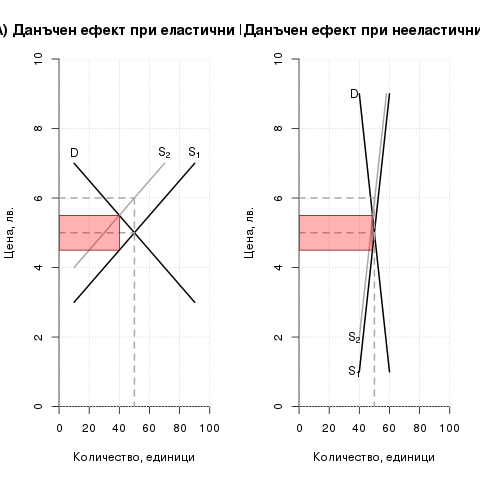 А) Данъчен ефект при еластични
Данъчен ефект при нееластични
Цена, лв.
0 2 4 6 8 10
D
S2
S1
0 20 40 60 80 100
Количество, единици
Цена, лв.
0 2 4 6 8 10
D
S2
S1
0 20 40 60 80 100
Количество, единици